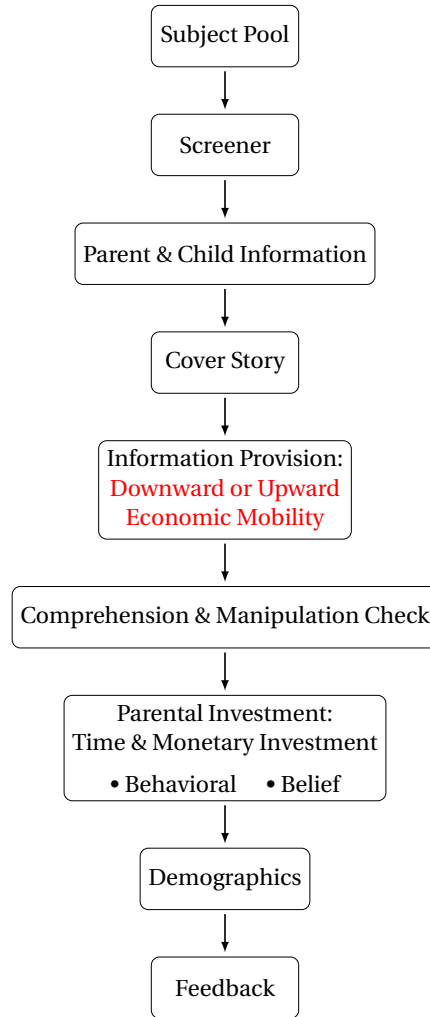 Subject Pool
Screener
Parent & Child Information
Cover Story
Information Provision:
Downward or Upward
Economic Mobility
Comprehension & Manipulation Check
Parental Investment:
Time & Monetary Investment
• Behavioral • Belief
Demographics
Feedback